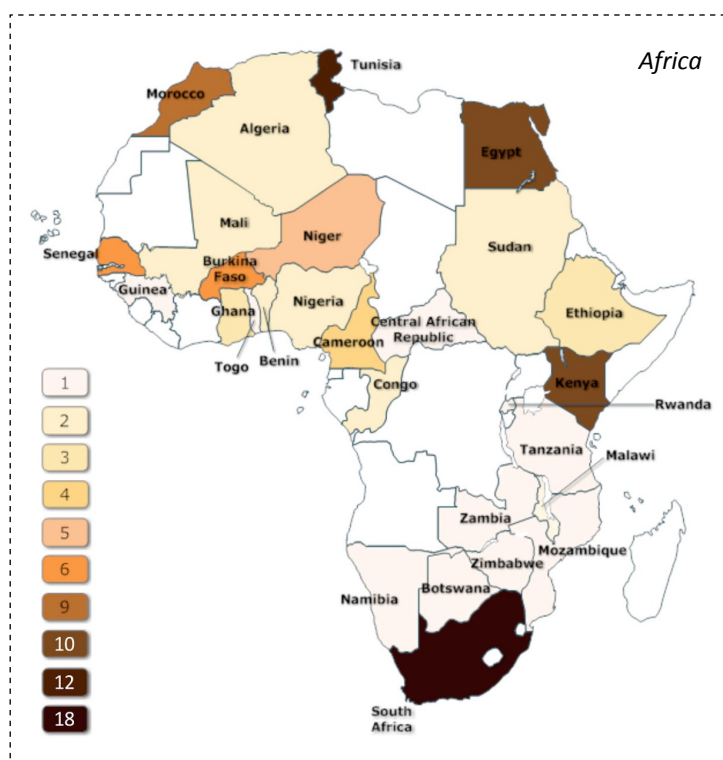 Africa
Tunisia
Morocco
Algeria
Egypt
Mali
Niger
Senegal
Burkina
Faso
Sudan
Guinea
Ghana
Nigeria
Ethiopia
Central African
Republic
Cameroon
Togo
Benin
Congo
Kenya
Rwanda
Tanzania
Malawi
Zambia
Mozambique
Zimbabwe
Botswana
Namibia
South
Africa
1
2
3
4
5
6
9
10
12
18